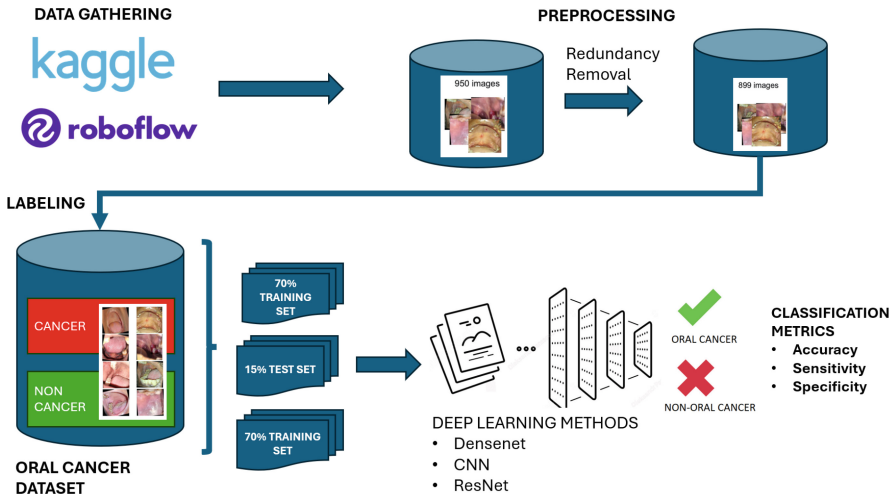 DATA GATHERING
kaggle
roboflow
PREPROCESSING
950 images
Redundancy
Removal
899 images
LABELING
CANCER
NON
CANCER
ORAL CANCER
DATASET
70%
TRAINING
SET
15% TEST SET
70% TRAINING
SET
...
DEEP LEARNING METHODS
• Densenet
• CNN
• ResNet
ORAL CANCER
NON-ORAL CANCER
CLASSIFICATION
METRICS
• Accuracy
• Sensitivity
• Specificity